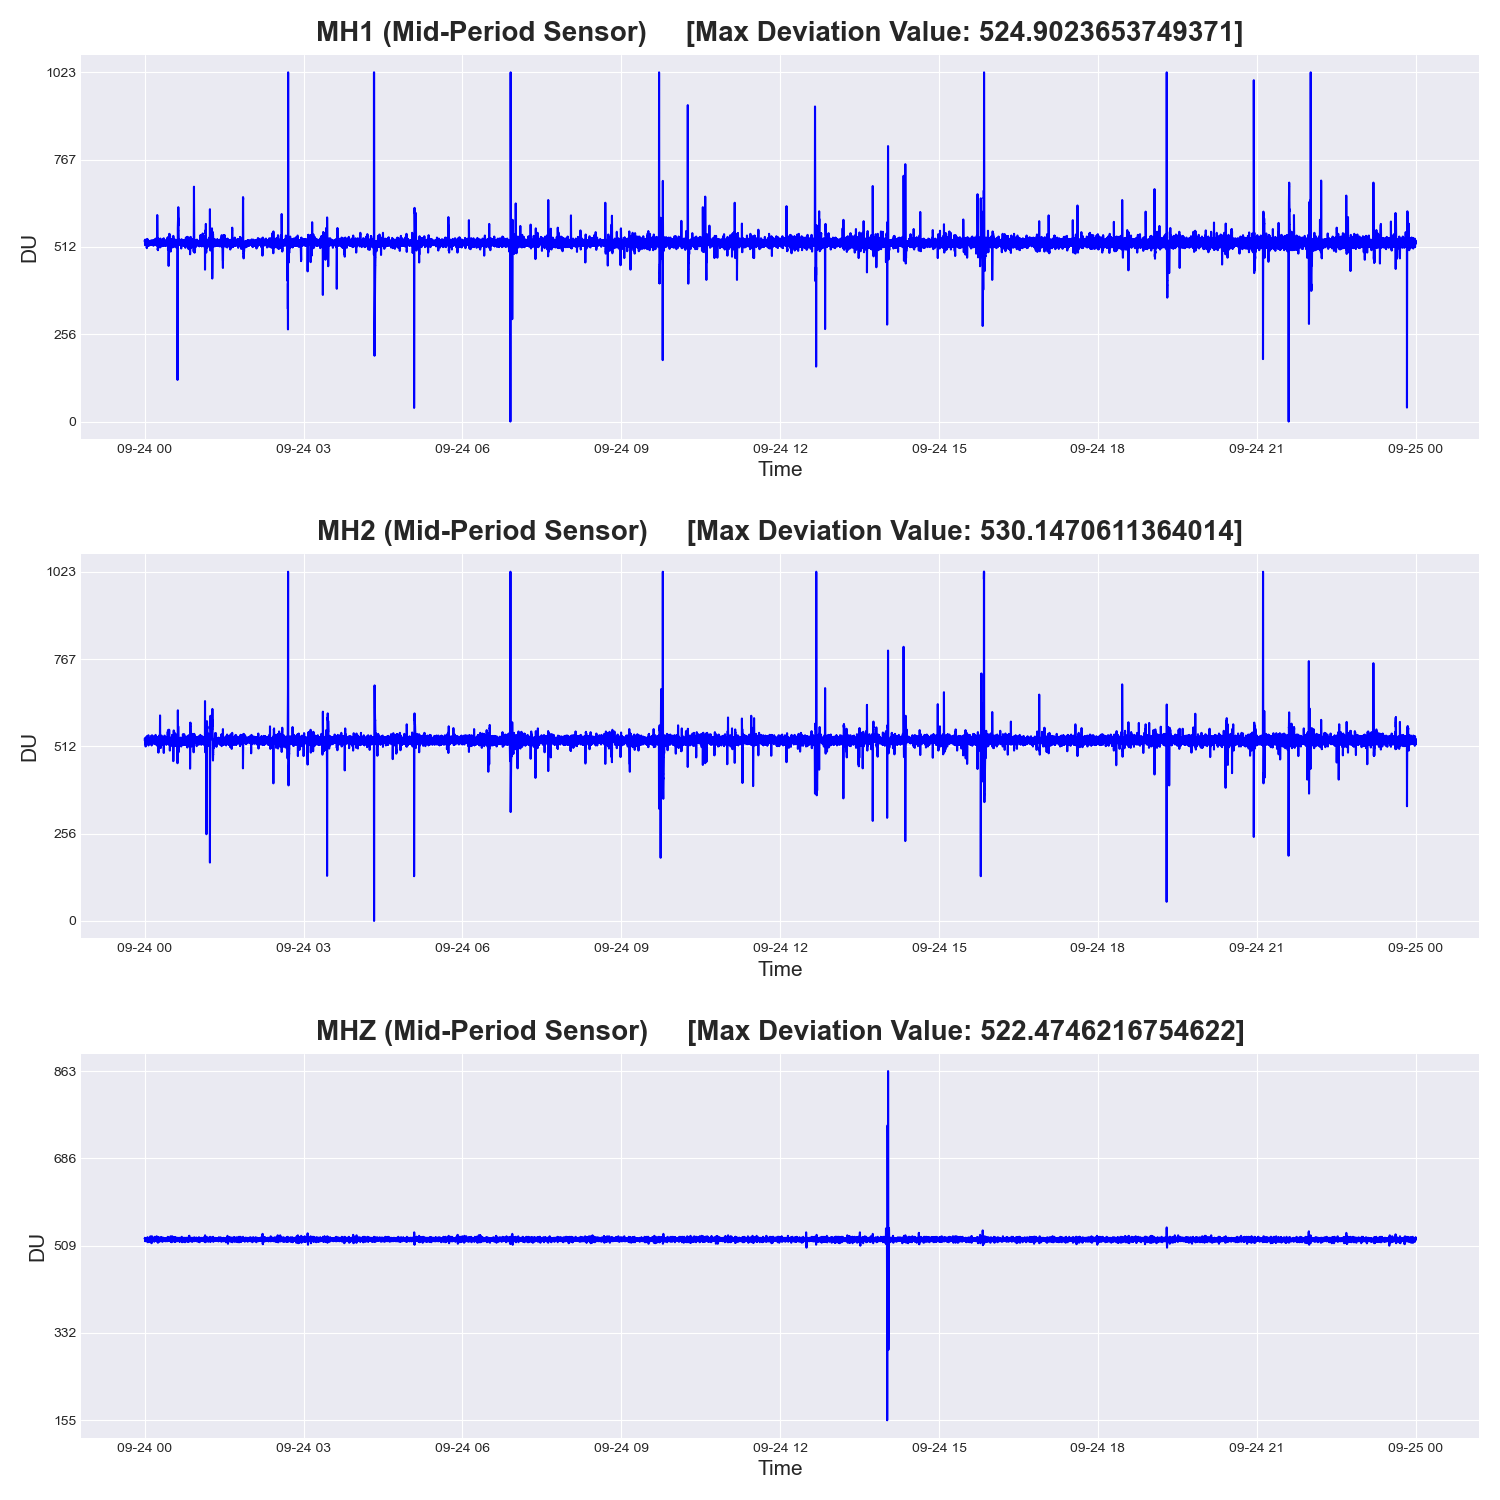 MH1 (Mid-Period Sensor) [Max Deviation Value: 524.9023653749371]
1023
767
512
256
0
DU
09-24 00 09-24 03 09-24 06 09-24 09 09-24 12 09-24 15 09-24 18 09-24 21 09-25 00
Time
MH2 (Mid-Period Sensor) [Max Deviation Value: 530.1470611364014]
1023
767
512
256
0
DU
09-24 00 09-24 03 09-24 06 09-24 09 09-24 12 09-24 15 09-24 18 09-24 21 09-25 00
Time
MHZ (Mid-Period Sensor) [Max Deviation Value: 522.4746216754622]
863
686
509
332
155
DU
09-24 00 09-24 03 09-24 06 09-24 09 09-24 12 09-24 15 09-24 18 09-24 21 09-25 00
Time